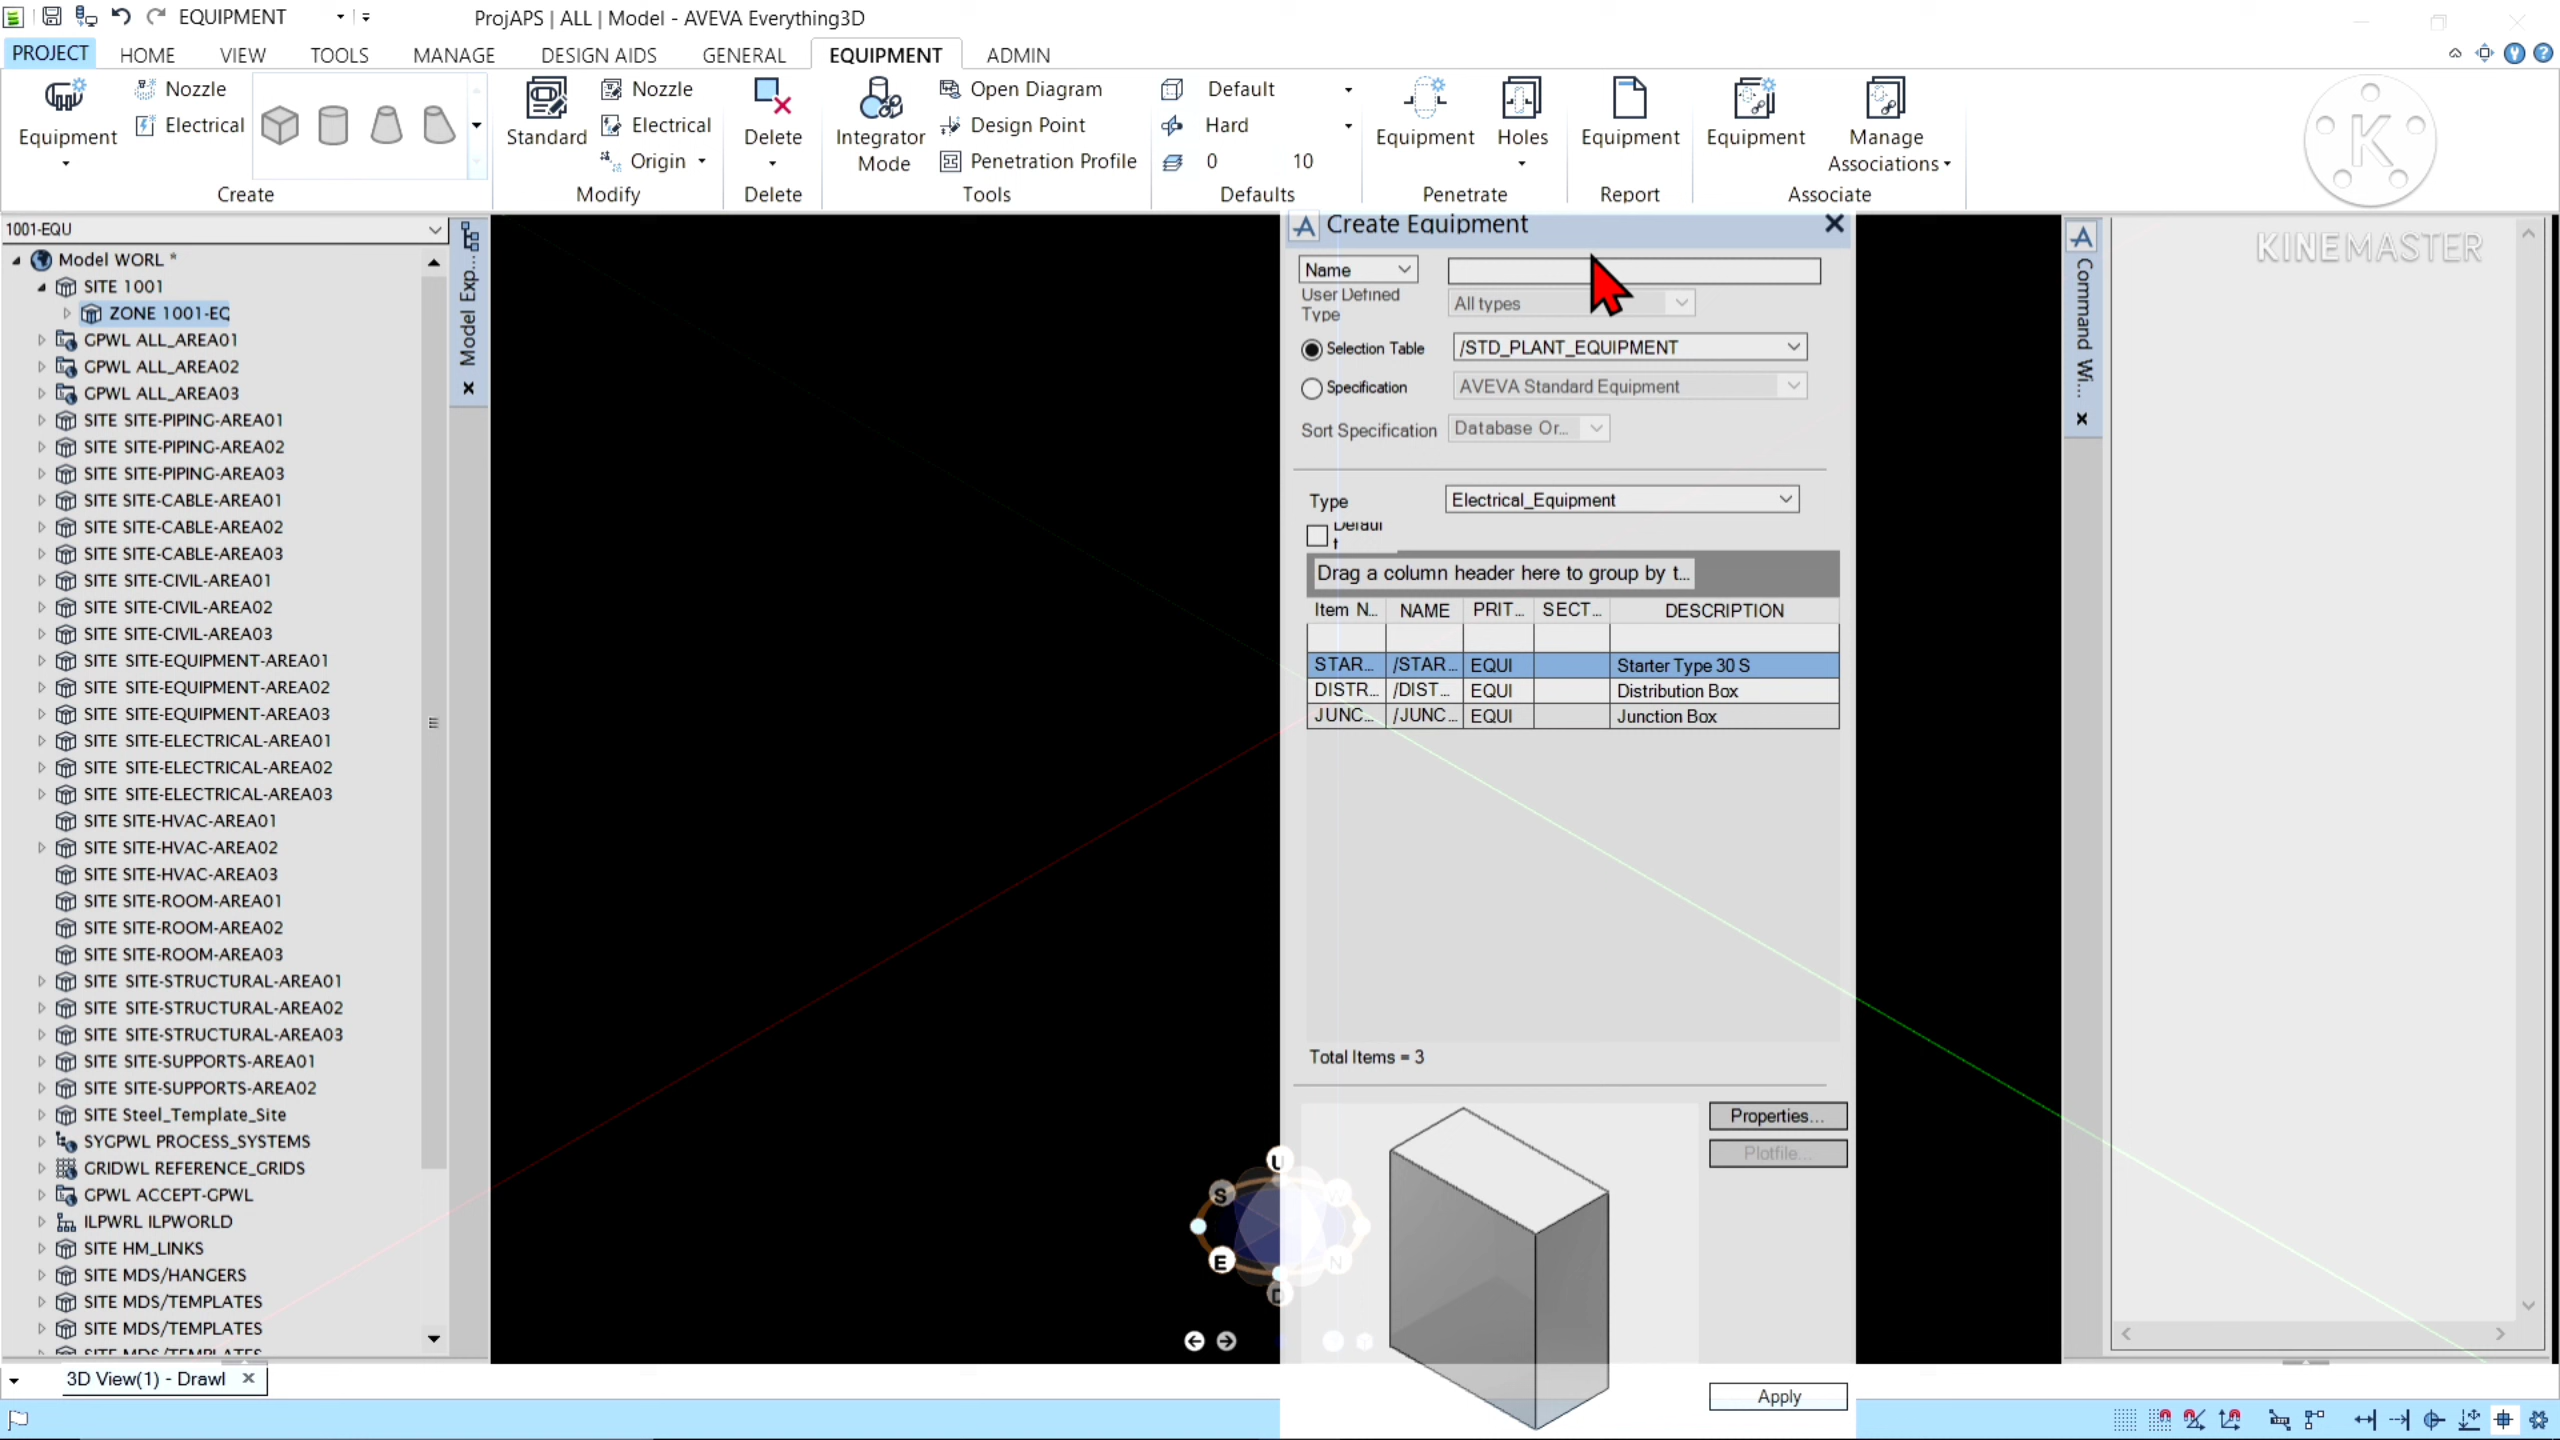 EQUIPMENT
ProjAPS | ALL | Model - AVEVA Everything3D
PROJECT HOME VIEW TOOLS MANAGE DESIGN AIDS GENERAL EQUIPMENT ADMIN
Equipment
Nozzle
Electrical
Create
Standard
Nozzle
Electrical
Origin
Modify
Delete
Delete
Integrator
Mode
Open Diagram
Design Point
Penetration Profile
Tools
Default
Hard
0 10
Defaults
Equipment
Holes
Penetrate
Equipment
Report
Equipment
Manage
Associations
Associate
K
KINEMASTER
1001-EQU
Model WORL *
SITE 1001
ZONE 1001-EQ
GPWL ALL_AREA01
GPWL ALL_AREA02
GPWL ALL_AREA03
SITE SITE-PIPING-AREA01
SITE SITE-PIPING-AREA02
SITE SITE-PIPING-AREA03
SITE SITE-CABLE-AREA01
SITE SITE-CABLE-AREA02
SITE SITE-CABLE-AREA03
SITE SITE-CIVIL-AREA01
SITE SITE-CIVIL-AREA02
SITE SITE-CIVIL-AREA03
SITE SITE-EQUIPMENT-AREA01
SITE SITE-EQUIPMENT-AREA02
SITE SITE-EQUIPMENT-AREA03
SITE SITE-ELECTRICAL-AREA01
SITE SITE-ELECTRICAL-AREA02
SITE SITE-ELECTRICAL-AREA03
SITE SITE-HVAC-AREA01
SITE SITE-HVAC-AREA02
SITE SITE-HVAC-AREA03
SITE SITE-ROOM-AREA01
SITE SITE-ROOM-AREA02
SITE SITE-ROOM-AREA03
SITE SITE-STRUCTURAL-AREA01
SITE SITE-STRUCTURAL-AREA02
SITE SITE-STRUCTURAL-AREA03
SITE SITE-SUPPORTS-AREA01
SITE SITE-SUPPORTS-AREA02
SITE Steel_Template_Site
SYGPWL PROCESS_SYSTEMS
GRIDWL REFERENCE_GRIDS
GPWL ACCEPT-GPWL
ILPWRL ILPWORLD
SITE HM_LINKS
SITE MDS/HANGERS
SITE MDS/TEMPLATES
SITE MDS/TEMPLATES
SITE MDS/TEMPLATES
Model Exp...
Create Equipment
Name
User Defined
Type
All types
Selection Table /STD_PLANT_EQUIPMENT
Specification AVEVA Standard Equipment
Sort Specification Database Or...
Type Electrical_Equipment
Defaul
t
Drag a column header here to group by t...
Item N... NAME PRIT... SECT... DESCRIPTION
STAR... /STAR... EQUI Starter Type 30 S
DISTR... /DIST... EQUI Distribution Box
JUNC... /JUNC... EQUI Junction Box
Total Items = 3
Properties...
Plotfile...
Apply
U
S
W
E
N
D
Command Wi...
3D View(1) - Drawl